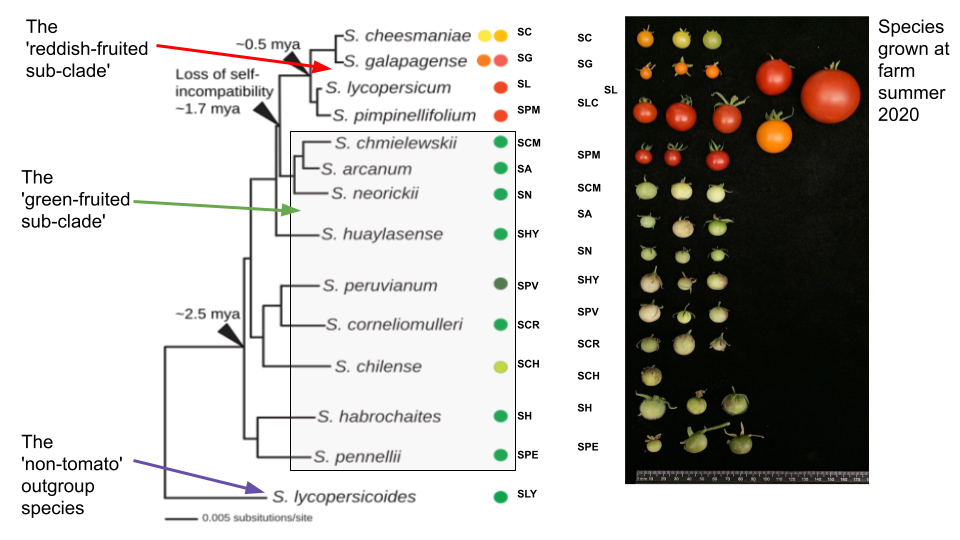 The
'reddish-fruited
sub-clade'
~0.5 mya
Loss of self-
incompatibility
~1.7 mya
The
'green-fruited
sub-clade'
~2.5 mya
The
'non-tomato'
outgroup
species
S. cheesmaniae SC
S. galapagense SG
S. lycopersicum SL
S. pimpinellifolium SPM
S. chmielewskii SCM
S. arcanum SA
S. neorickii SN
S. huaylasense SHY
S. peruvianum SPV
S. corneliomulleri SCR
S. chilense SCH
S. habrochaites SH
S. pennellii SPE
S. lycopersicoides SLY
0.005 subsitutions/site
SC
SG
SL
SLC
SPM
SCM
SA
SN
SHY
SPV
SCR
SCH
SH
SPE
Species
grown at
farm
summer
2020